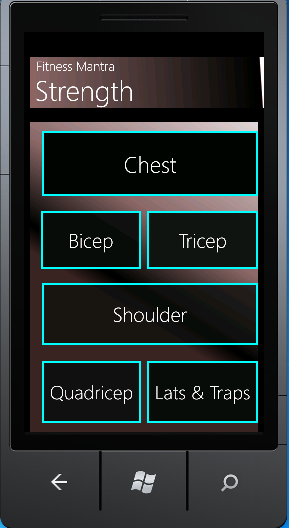 Fitness Mantra
Strength
Chest
Bicep Tricep
Shoulder
Quadricep Lats & Traps